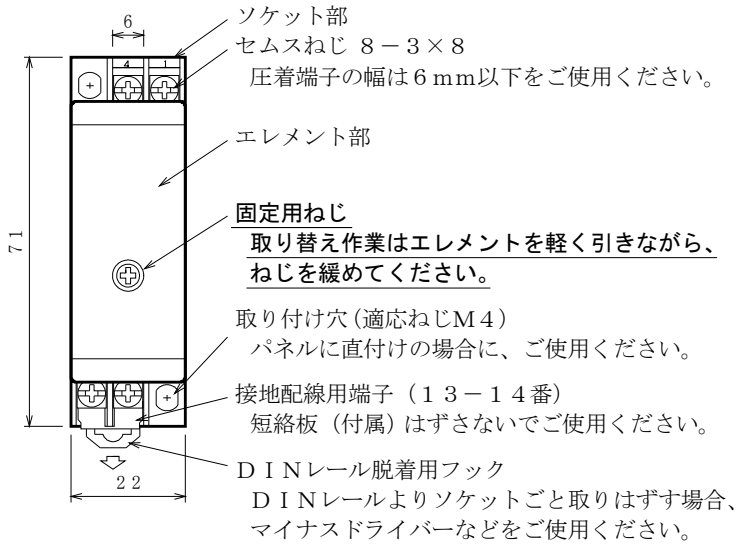 6
ソケット部
セムスねじ ８－３×８
圧着端子の幅は６ｍｍ以下をご使用ください。
4 1
エレメント部
71
固定用ねじ
取り替え作業はエレメントを軽く引きながら、
ねじを緩めてください。
取り付け穴（適応ねじＭ４）
パネルに直付けの場合に、ご使用ください。
接地配線用端子（１３－１４番）
短絡板（付属）はずさないでご使用ください。
22
ＤＩＮレール脱着用フック
ＤＩＮレールよりソケットごと取りはずす場合、
マイナスドライバーなどをご使用ください。